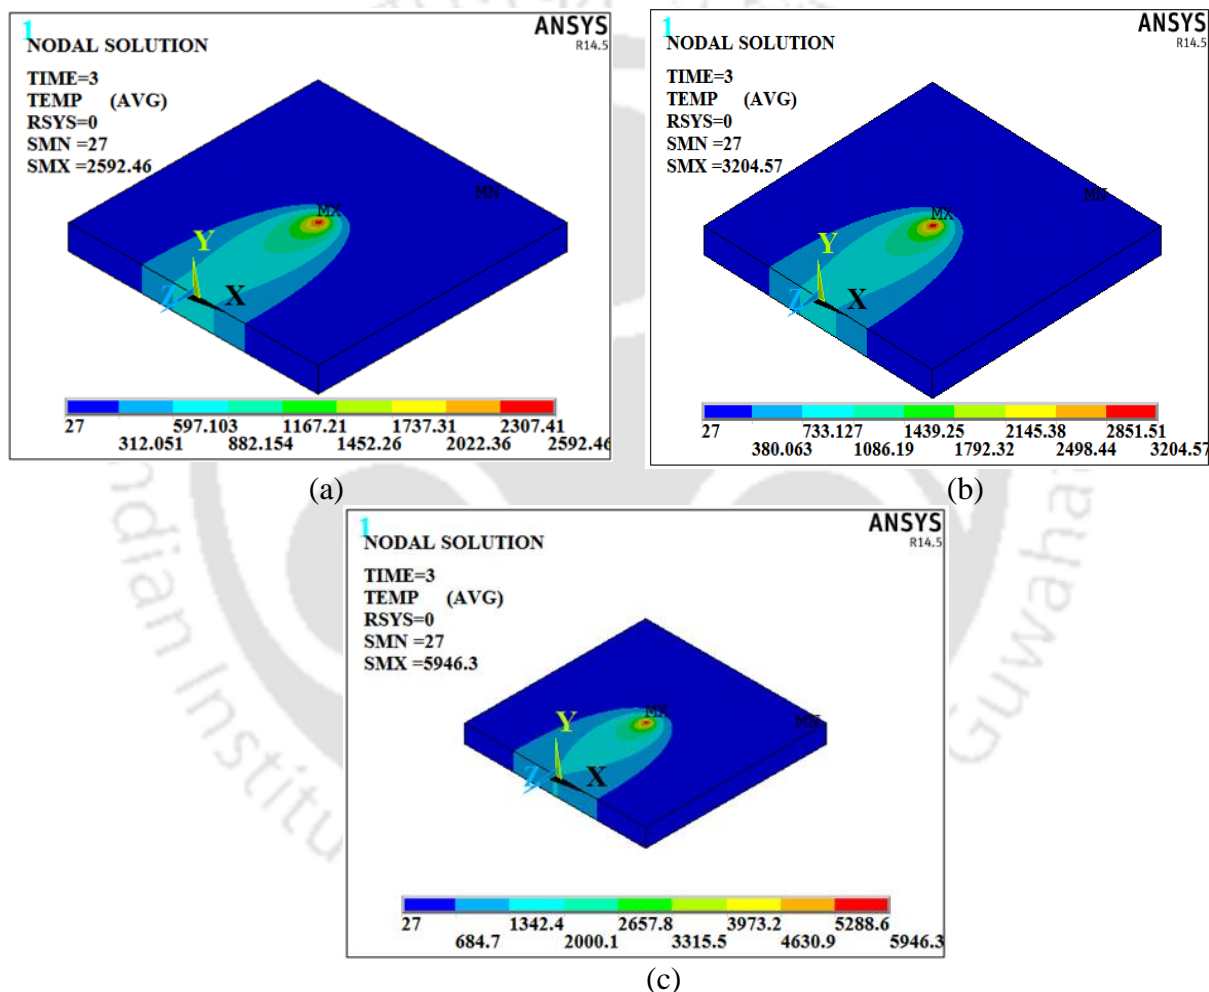 1
ANSYS
R14.5
NODAL SOLUTION
TIME=3
TEMP (AVG)
RSYS=0
SMN =27
SMX =2592.46
MX
MN
Y
Z
X
27 597.103 1167.21 1737.31 2307.41
312.051 882.154 1452.26 2022.36 2592.46
(a)
1
ANSYS
R14.5
NODAL SOLUTION
TIME=3
TEMP (AVG)
RSYS=0
SMN =27
SMX =3204.57
MX
MN
Y
Z
X
27 733.127 1439.25 2145.38 2851.51
380.063 1086.19 1792.32 2498.44 3204.57
(b)
1
ANSYS
R14.5
NODAL SOLUTION
TIME=3
TEMP (AVG)
RSYS=0
SMN =27
SMX =5946.3
MX
MN
Y
Z
X
27 1342.4 2657.8 3973.2 5288.6
684.7 2000.1 3315.5 4630.9 5946.3
(c)
ndian Institu
Guwaha